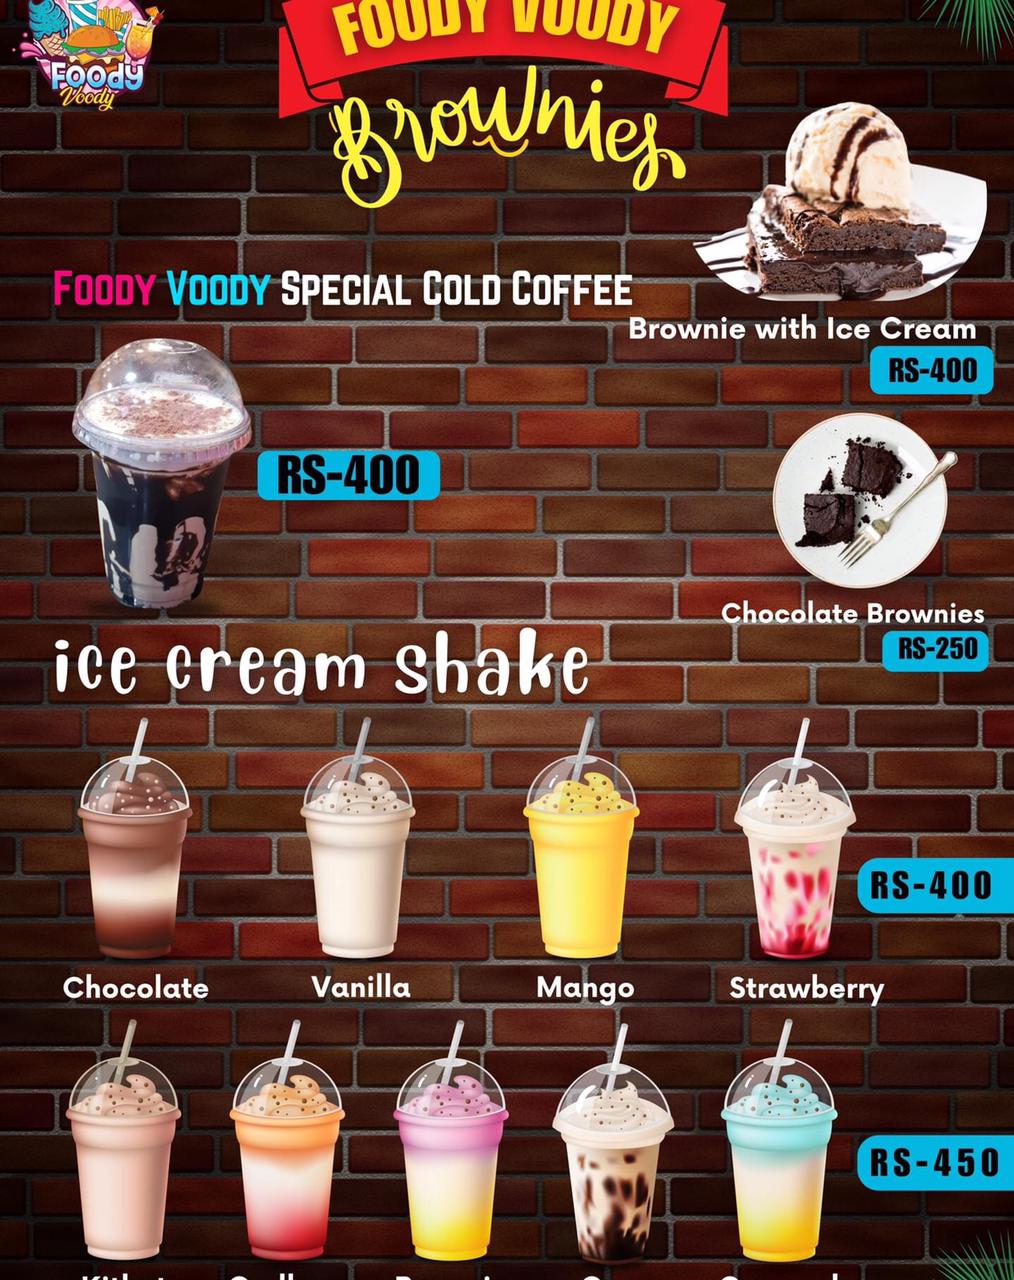 Foody
Voody
FOODY VOODY
Brownies
FOODY VOODY SPECIAL COLD COFFEE
Brownie with Ice Cream
RS-400
RS-400
Chocolate Brownies
RS-250
ice cream shake
RS-400
Chocolate Vanilla Mango Strawberry
RS-450